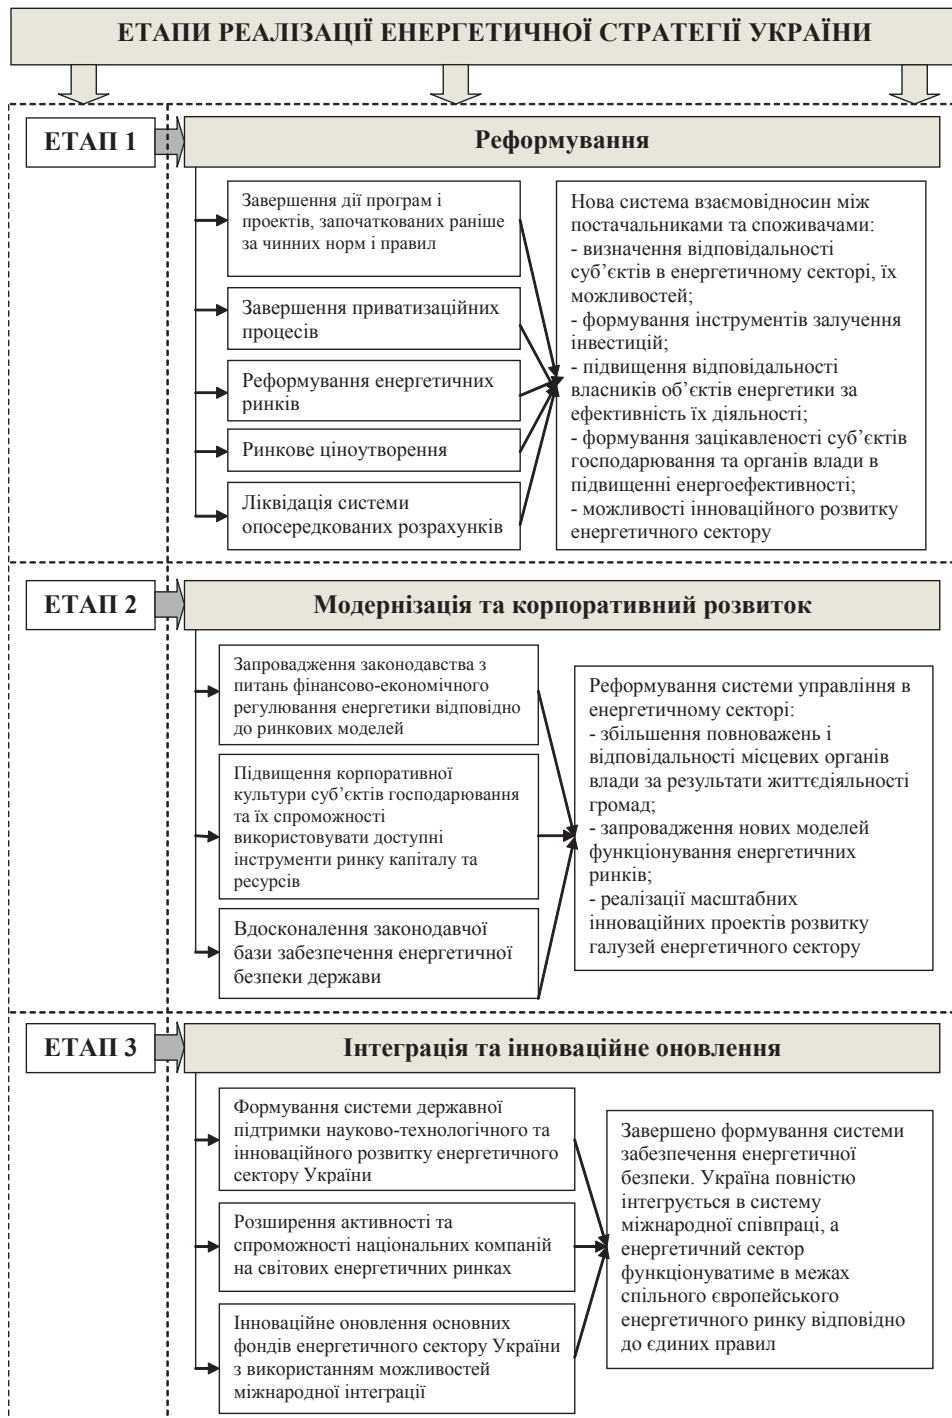 ЕТАПИ РЕАЛІЗАЦІЇ ЕНЕРГЕТИЧНОЇ СТРАТЕГІЇ УКРАЇНИ
ЕТАП 1
Реформування
Завершення дії програм і
проектів, започаткованих раніше
за чинних норм і правил
Завершення приватизаційних
процесів
Реформування енергетичних
ринків
Ринкове ціноутворення
Ліквідація системи
опосередкованих розрахунків
Нова система взаємовідносин між
постачальниками та споживачами:
- визначення відповідальності
суб’єктів в енергетичному секторі, їх
можливостей;
- формування інструментів залучення
інвестицій;
- підвищення відповідальності
власників об’єктів енергетики за
ефективність їх діяльності;
- формування зацікавленості суб’єктів
господарювання та органів влади в
підвищенні енергоефективності;
- можливості інноваційного розвитку
енергетичного сектору
ЕТАП 2
Модернізація та корпоративний розвиток
Запровадження законодавства з
питань фінансово-економічного
регулювання енергетики відповідно
до ринкових моделей
Підвищення корпоративної
культури суб’єктів господарювання
та їх спроможності
використовувати доступні
інструменти ринку капіталу та
ресурсів
Вдосконалення законодавчої
бази забезпечення енергетичної
безпеки держави
Реформування системи управління в
енергетичному секторі:
- збільшення повноважень і
відповідальності місцевих органів
влади за результати життєдіяльності
громад;
- запровадження нових моделей
функціонування енергетичних
ринків;
- реалізації масштабних
інноваційних проектів розвитку
галузей енергетичного сектору
ЕТАП 3
Інтеграція та інноваційне оновлення
Формування системи державної
підтримки науково-технологічного та
інноваційного розвитку енергетичного
сектору України
Розширення активності та
спроможності національних компаній
на світових енергетичних ринках
Інноваційне оновлення основних
фондів енергетичного сектору України
з використанням можливостей
міжнародної інтеграції
Завершено формування системи
забезпечення енергетичної
безпеки. Україна повністю
інтегрується в систему
міжнародної співпраці, а
енергетичний сектор
функціонуватиме в межах
спільного європейського
енергетичного ринку відповідно
до єдиних правил